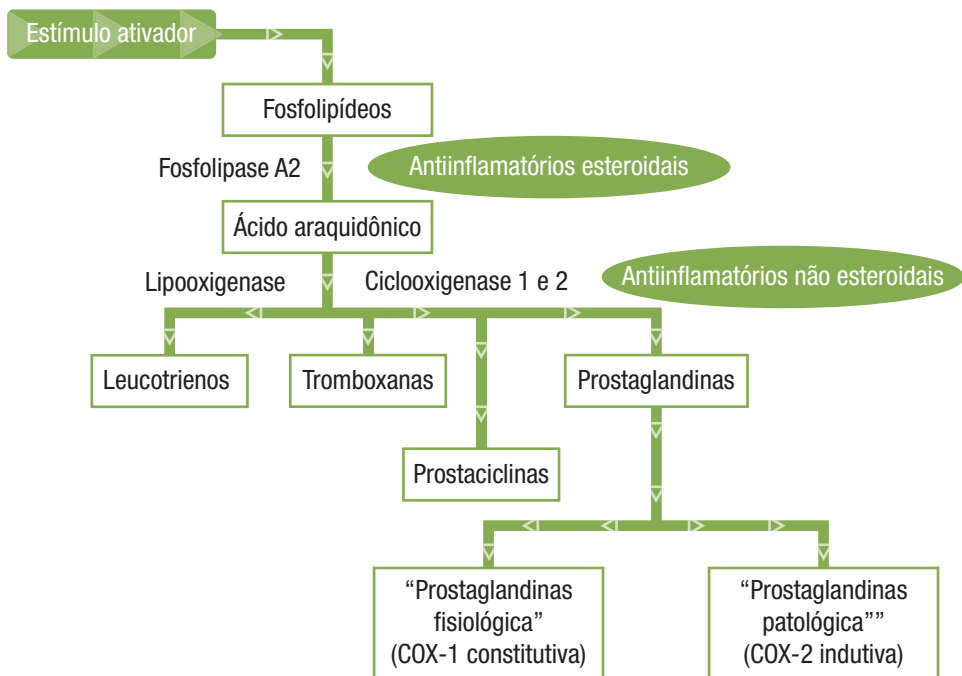 Estímulo ativador
Fosfolipídeos
Fosfolipase A2
Antiinflamatórios esteroidais
Ácido araquidônico
Lipooxigenase
Ciclooxigenase 1 e 2
Antiinflamatórios não esteroidais
Leucotrienos
Tromboxanas
Prostaglandinas
Prostaciclinas
“Prostaglandinas
fisiológica”
(COX-1 constitutiva)
“Prostaglandinas
patológica””
(COX-2 indutiva)